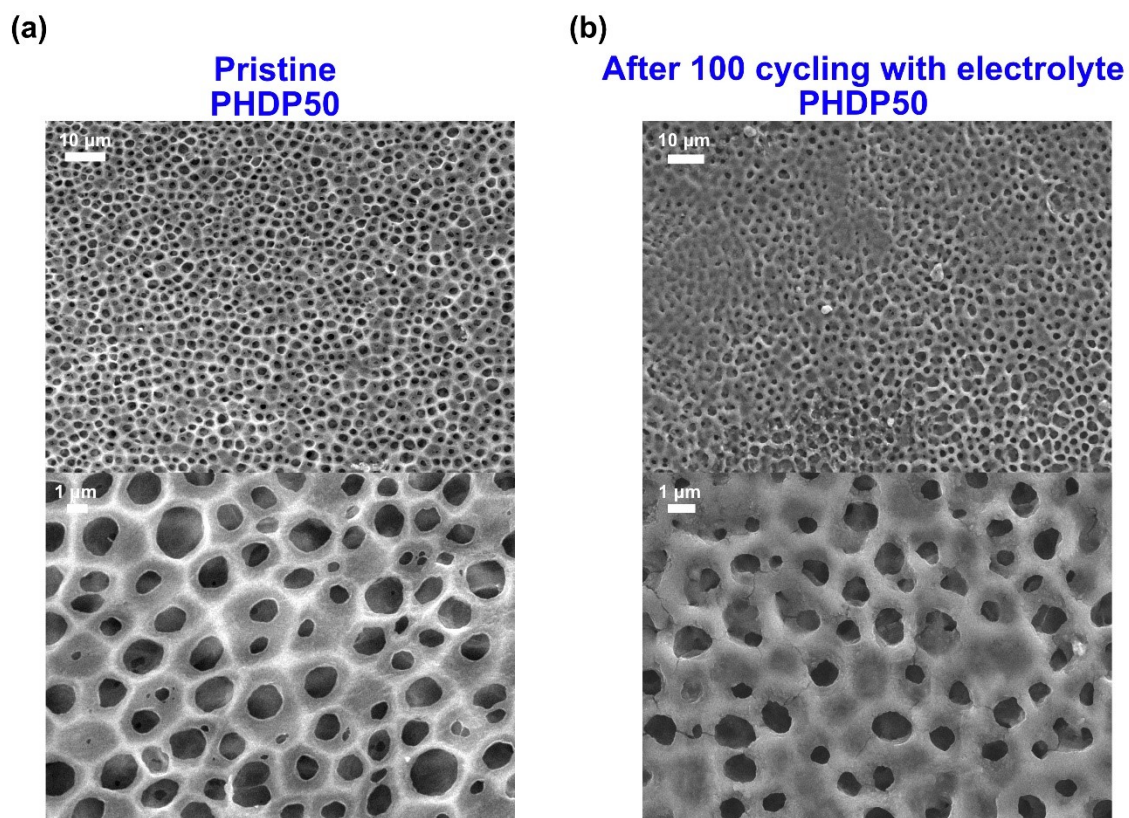 (a)
Pristine
PHDP50
10 μm
1 μm
(b)
After 100 cycling with electrolyte
PHDP50
10 μm
1 μm